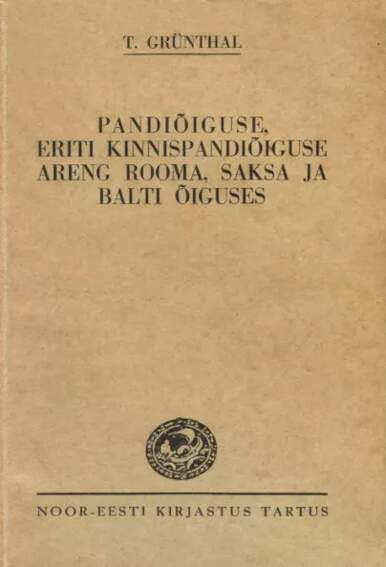 T. GRÜNTHAL
PANDIÕIGUSE,
ERITI KINNISPANDIÕIGUSE
ARENG ROOMA, SAKSA JA
BALTI ÕIGUSES
NOOR-EESTI KIRJASTUS TARTUS